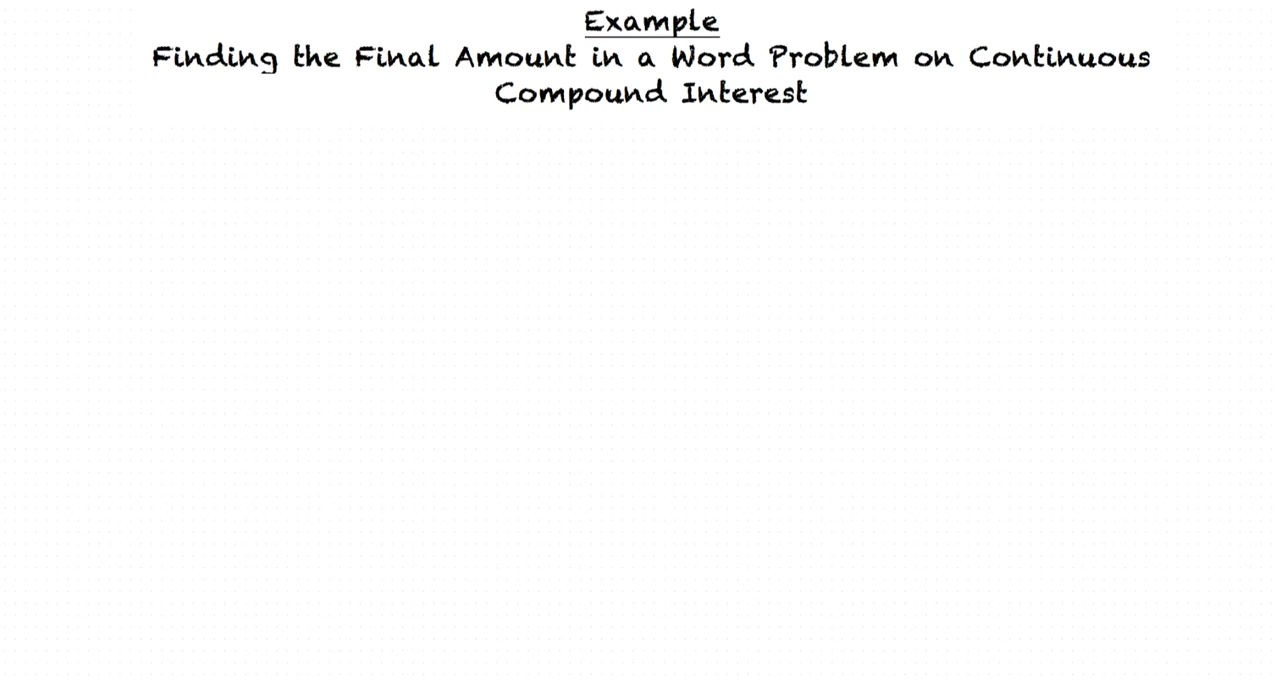 Example
Finding the Final Amount in a Word Problem on Continuous
Compound Interest